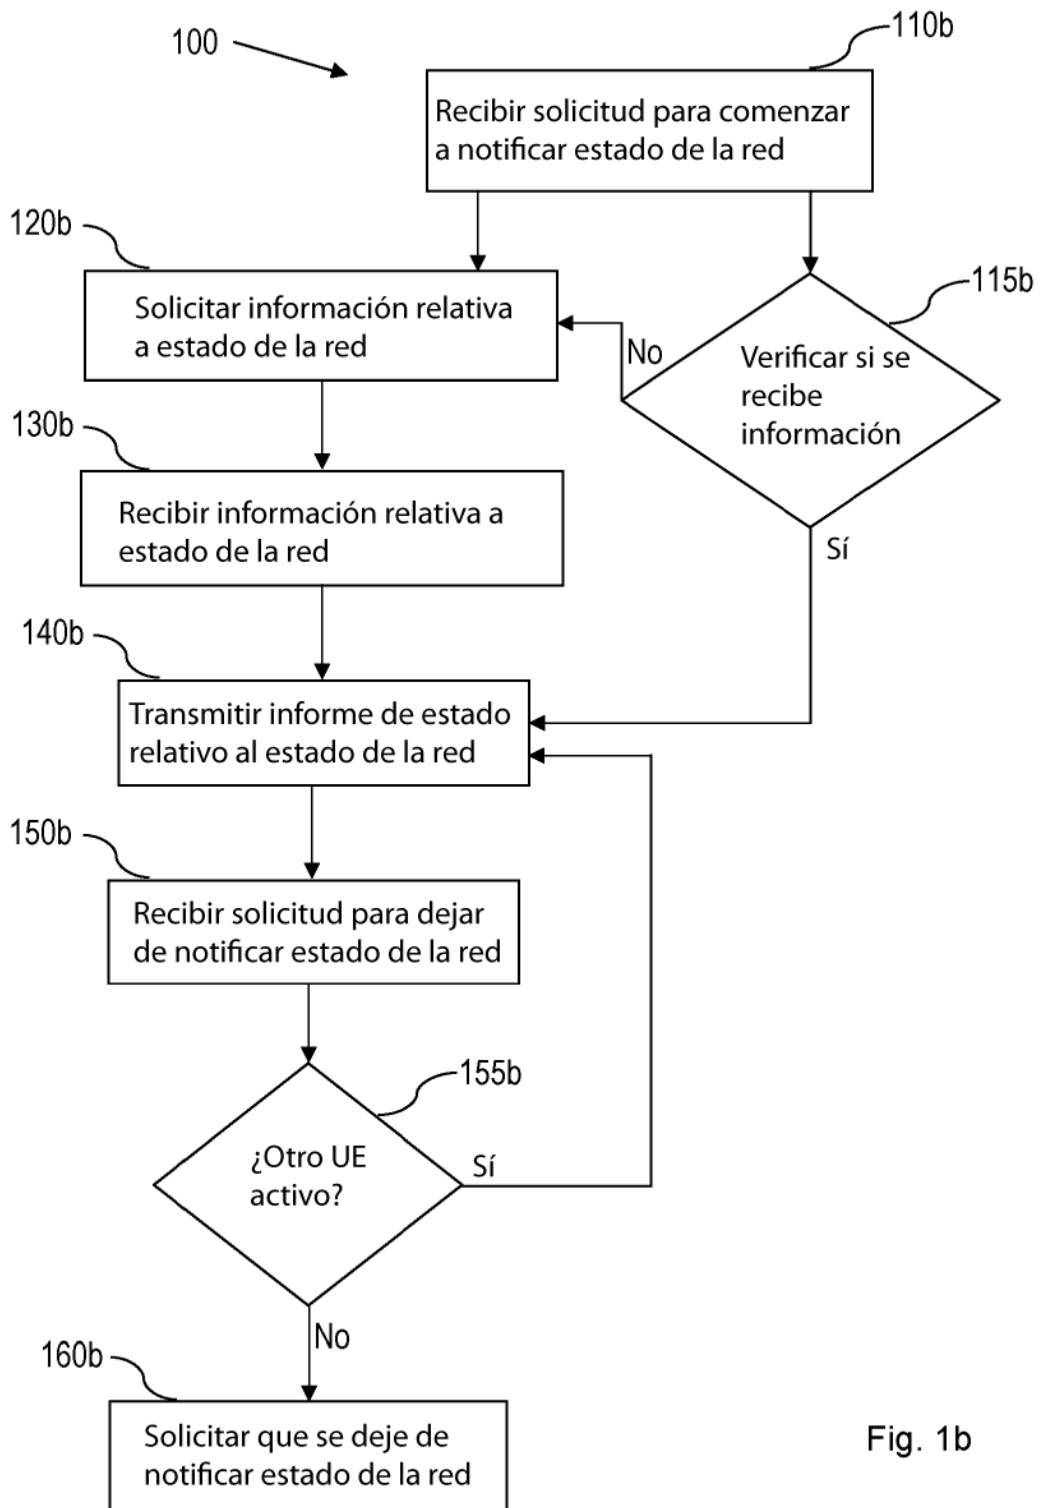 100
110b
Recibir solicitud para comenzar
a notificar estado de la red
120b
Solicitar información relativa
a estado de la red
115b
No
Verificar si se
recibe
información
130b
Recibir información relativa a
estado de la red
Sí
140b
Transmitir informe de estado
relativo al estado de la red
150b
Recibir solicitud para dejar
de notificar estado de la red
155b
¿Otro UE
activo?
Sí
No
160b
Solicitar que se deje de
notificar estado de la red
Fig. 1b